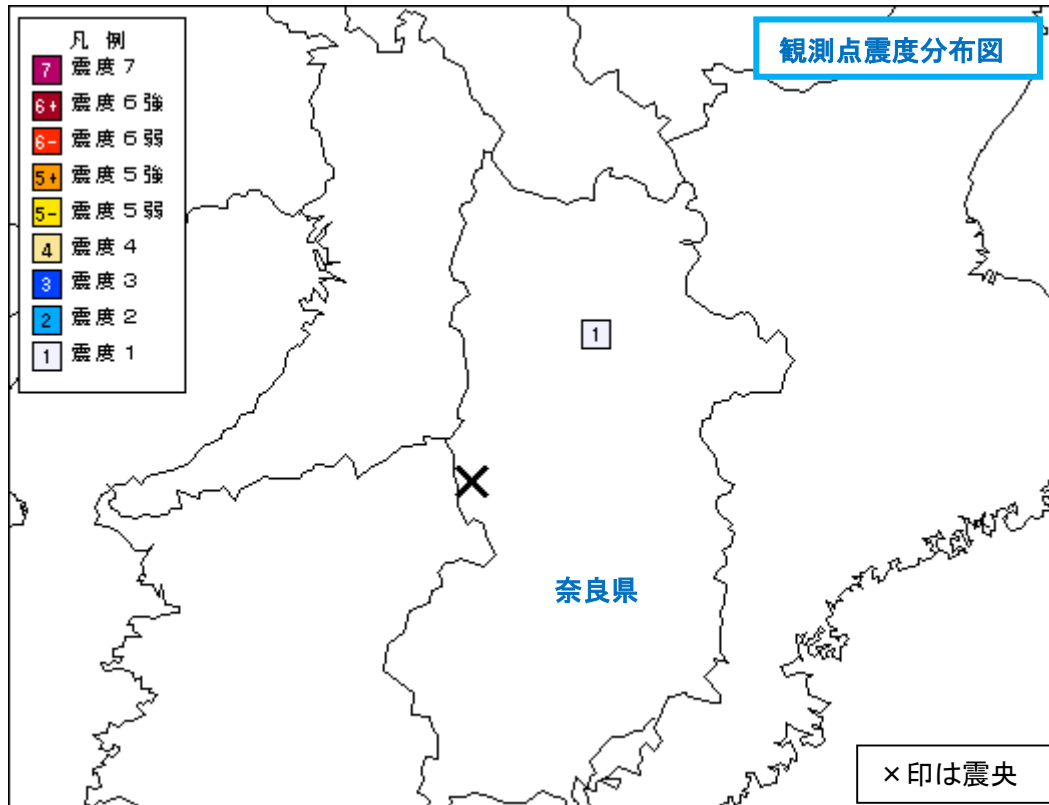 凡 例
7 震度７
6+ 震度６強
6- 震度６弱
5+ 震度５強
5- 震度５弱
4 震度４
3 震度３
2 震度２
1 震度１
観測点震度分布図
1
奈良県
×印は震央